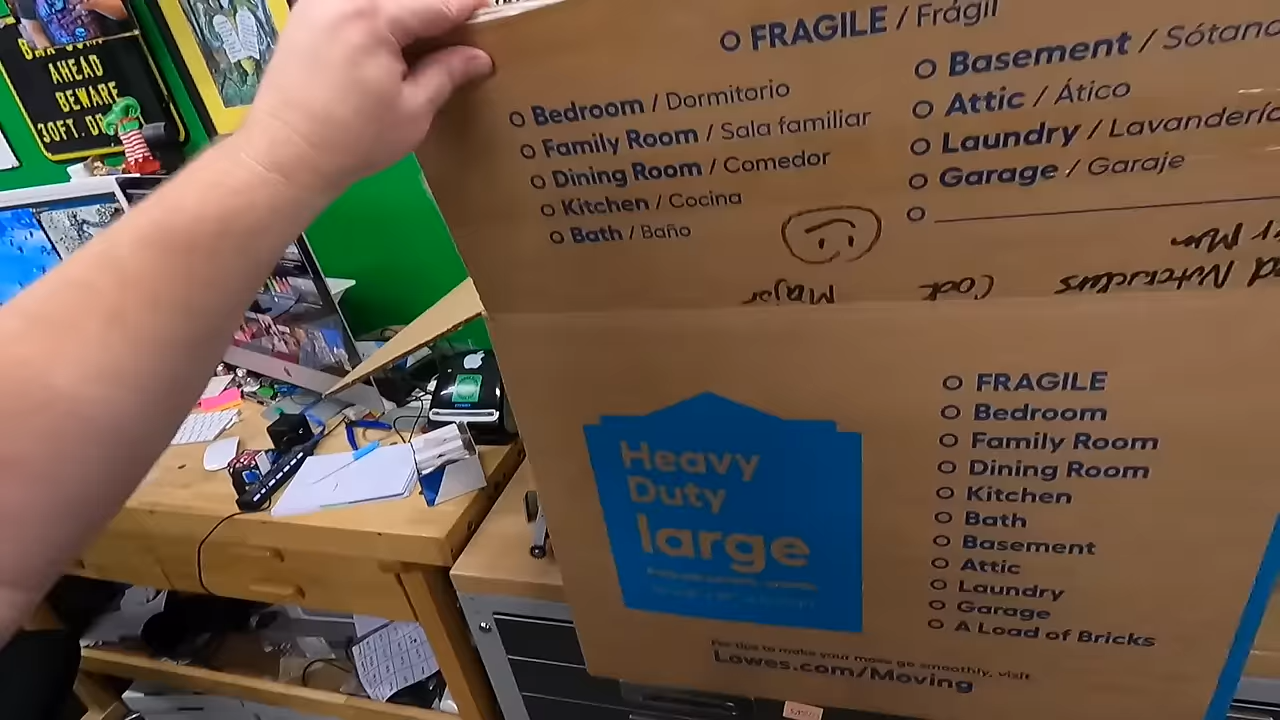 AHEAD
BEWARE
30FT.
FRAGILE / Frágil
Bedroom / Dormitorio
Family Room / Sala familiar
Dining Room / Comedor
Kitchen / Cocina
Bath / Baño
Basement / Sótano
Attic / Ático
Laundry / Lavandería
Garage / Garaje
Major Cook
Heavy
Duty
large
FRAGILE
Bedroom
Family Room
Dining Room
Kitchen
Bath
Basement
Attic
Laundry
Garage
A Load of Bricks
For tips to make your move go smoothly, visit
Lowes.com/Moving